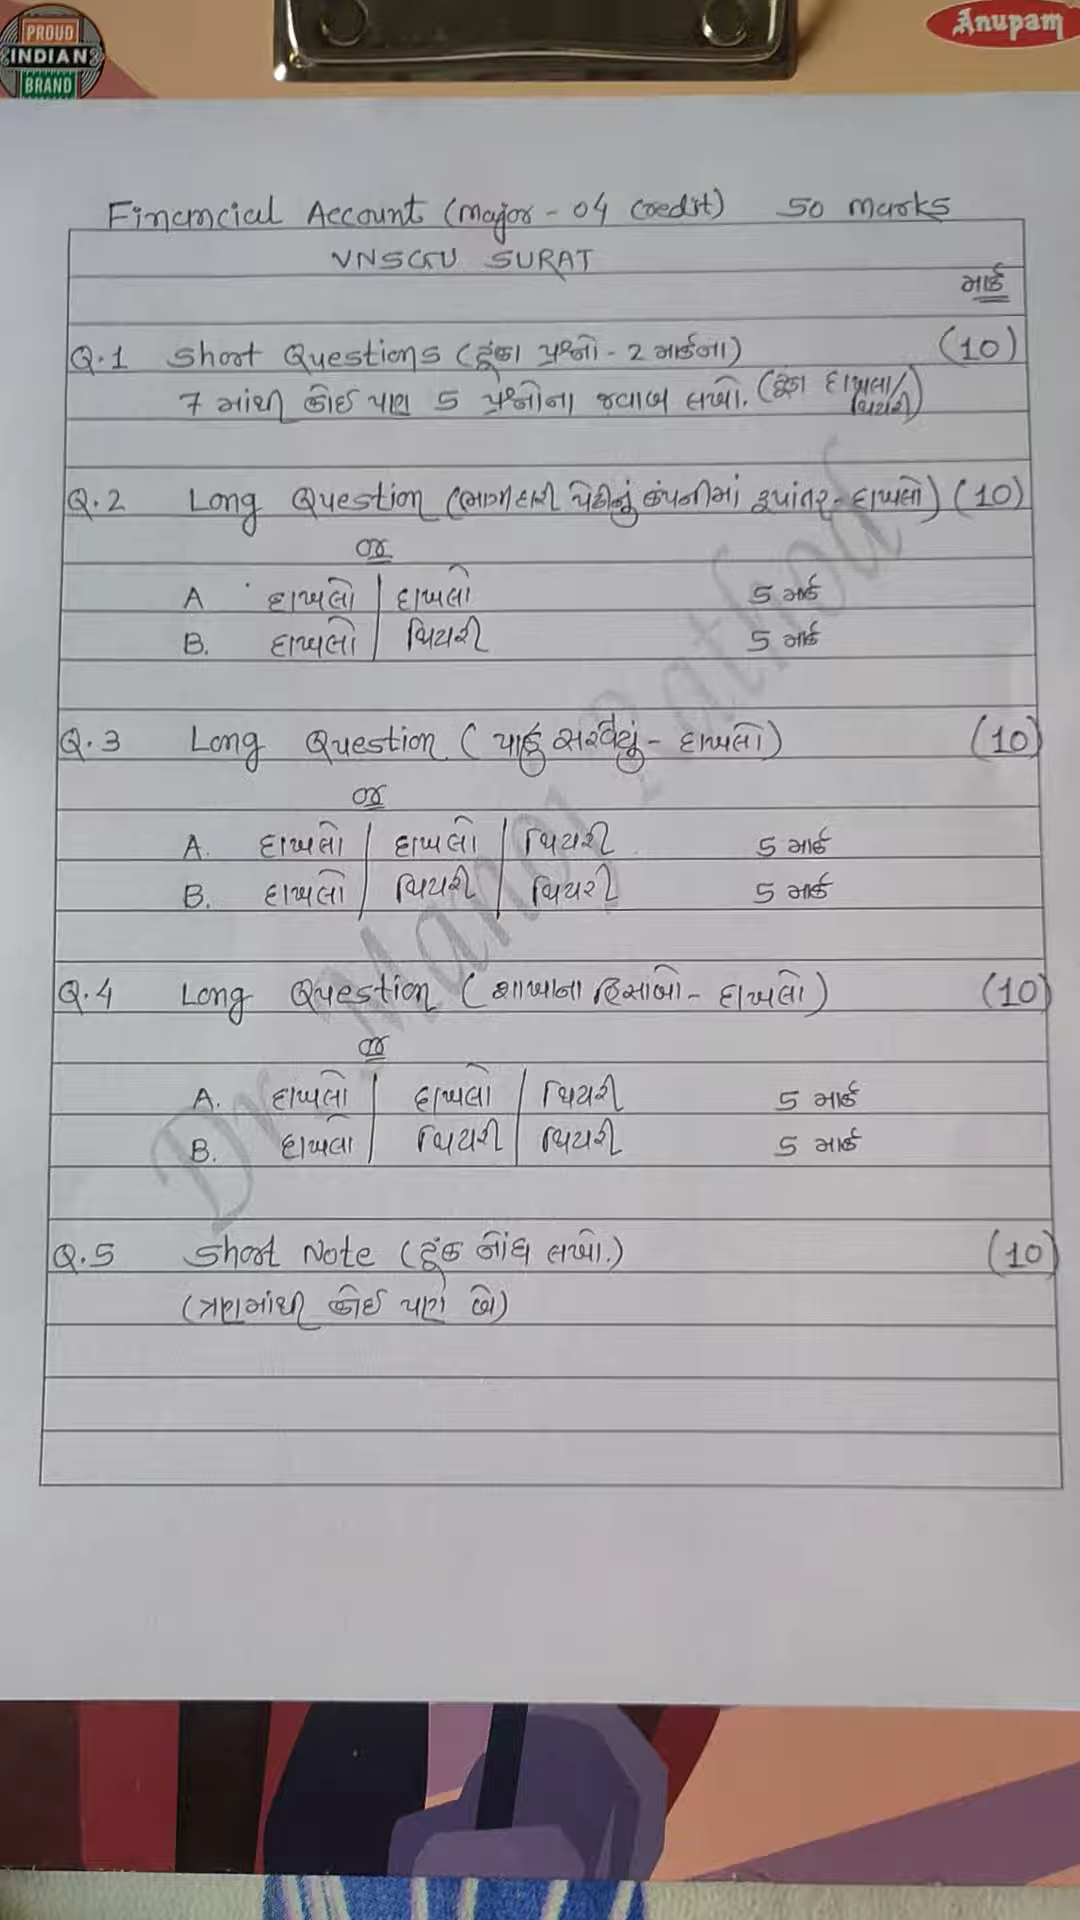 PROUD
INDIAN
BRAND
Anupam
Financial Account (Major - 04 Credit) 50 Marks
VNSGU SURAT
માર્ક
Q.1 Short Questions (ટૂંકા પ્રશ્નો - 2 માર્કના) (10)
7 માંથી કોઈ પણ 5 પ્રશ્નોના જવાબ લખો. (ટૂંકા દાખલા/થિયરી)
Q.2 Long Question (ભાગીદારી પેઢીનું કંપનીમાં રૂપાંતર - દાખલો) (10)
જ
A દાખલો | દાખલો 5 માર્ક
B. દાખલો | થિયરી 5 માર્ક
Q.3 Long Question (પાકું સરવૈયું - દાખલો) (10)
જ
A. દાખલો | દાખલો | થિયરી 5 માર્ક
B. દાખલો | થિયરી | થિયરી 5 માર્ક
Q.4 Long Question (શાખાના હિસાબો - દાખલો) (10)
જ
A. દાખલો | દાખલો | થિયરી 5 માર્ક
B. દાખલો | થિયરી | થિયરી 5 માર્ક
Q.5 Short Note (ટૂંક નોંધ લખો.) (10)
(ત્રણમાંથી કોઈ પણ બે)
Dr. Manoj Rathod